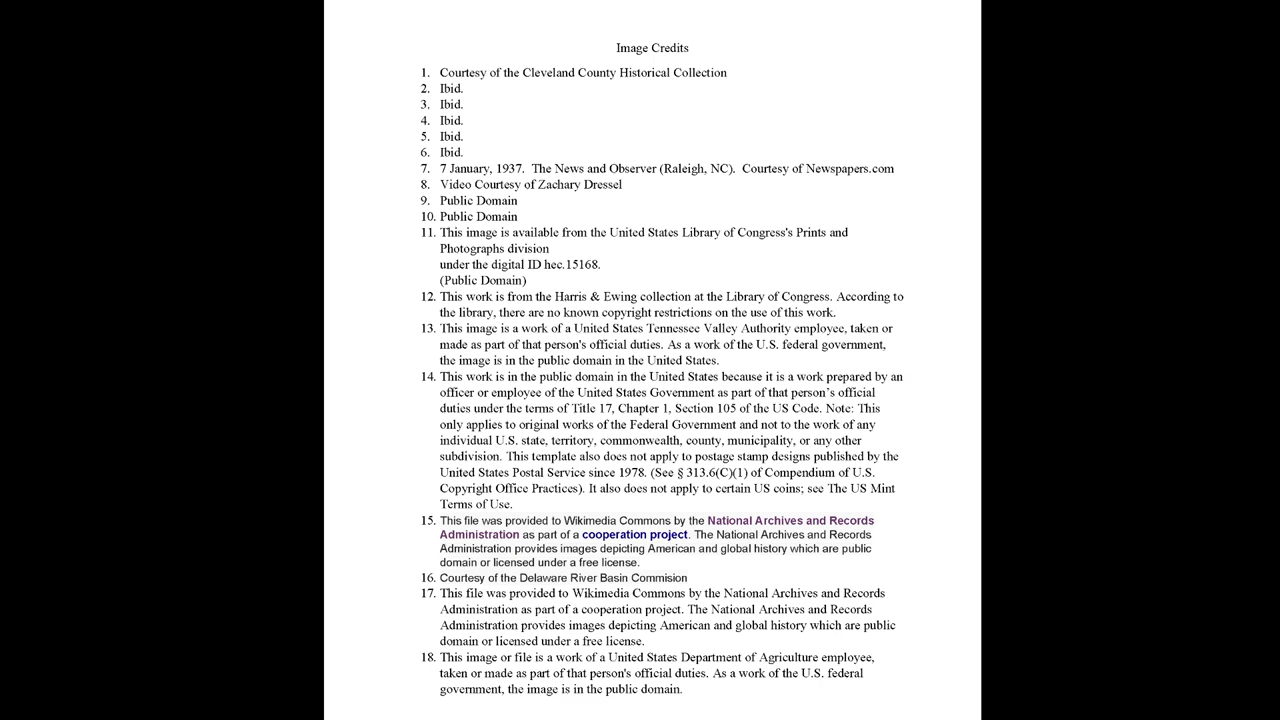 Image Credits
1. Courtesy of the Cleveland County Historical Collection
2. Ibid.
3. Ibid.
4. Ibid.
5. Ibid.
6. Ibid.
7. 7 January, 1937. The News and Observer (Raleigh, NC). Courtesy of Newspapers.com
8. Video Courtesy of Zachary Dressel
9. Public Domain
10. Public Domain
11. This image is available from the United States Library of Congress's Prints and
Photographs division
under the digital ID hec.15168.
(Public Domain)
12. This work is from the Harris & Ewing collection at the Library of Congress. According to
the library, there are no known copyright restrictions on the use of this work.
13. This image is a work of a United States Tennessee Valley Authority employee, taken or
made as part of that person's official duties. As a work of the U.S. federal government,
the image is in the public domain in the United States.
14. This work is in the public domain in the United States because it is a work prepared by an
officer or employee of the United States Government as part of that person’s official
duties under the terms of Title 17, Chapter 1, Section 105 of the US Code. Note: This
only applies to original works of the Federal Government and not to the work of any
individual U.S. state, territory, commonwealth, county, municipality, or any other
subdivision. This template also does not apply to postage stamp designs published by the
United States Postal Service since 1978. (See § 313.6(C)(1) of Compendium of U.S.
Copyright Office Practices). It also does not apply to certain US coins; see The US Mint
Terms of Use.
15. This file was provided to Wikimedia Commons by the National Archives and Records
Administration as part of a cooperation project. The National Archives and Records
Administration provides images depicting American and global history which are public
domain or licensed under a free license.
16. Courtesy of the Delaware River Basin Commision
17. This file was provided to Wikimedia Commons by the National Archives and Records
Administration as part of a cooperation project. The National Archives and Records
Administration provides images depicting American and global history which are public
domain or licensed under a free license.
18. This image or file is a work of a United States Department of Agriculture employee,
taken or made as part of that person's official duties. As a work of the U.S. federal
government, the image is in the public domain.